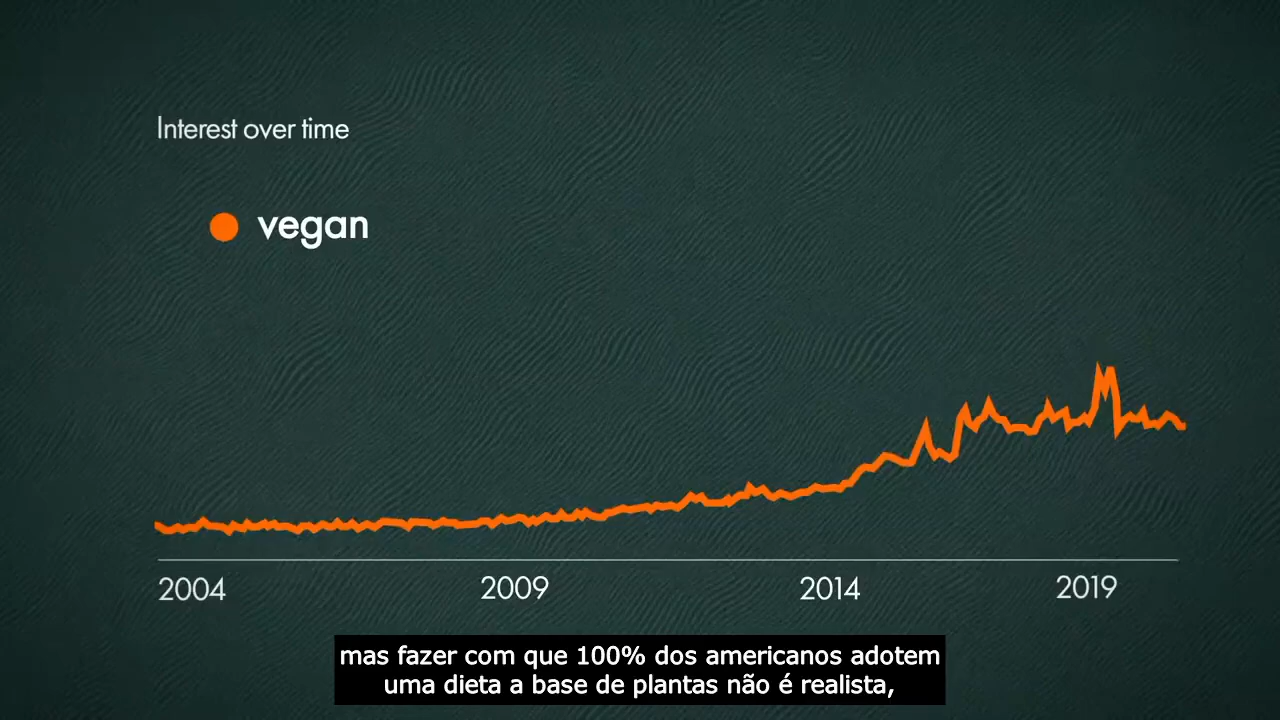 Interest over time
vegan
2004 2009 2014 2019
mas fazer com que 100% dos americanos adotem
uma dieta a base de plantas não é realista,